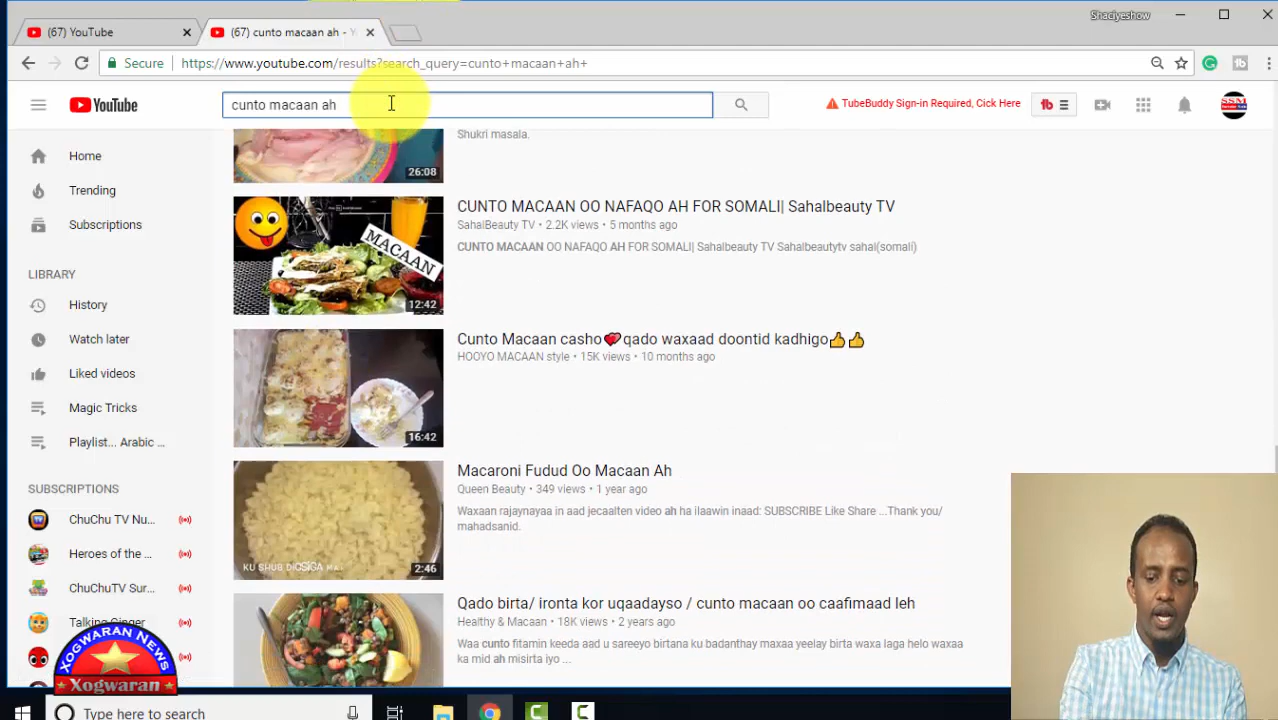 Shaciyeshow
(67) YouTube
(67) cunto macaan ah -
Secure
https://www.youtube.com/results?search_query=cunto+macaan+ah+
YouTube
cunto macaan ah
TubeBuddy Sign-in Required, Cick Here
tb
SSM
Home
Trending
Subscriptions
LIBRARY
History
Watch later
Liked videos
Magic Tricks
Playlist... Arabic ...
SUBSCRIPTIONS
ChuChu TV Nu...
Heroes of the ...
ChuChuTV Sur...
Talking Ginger
Shukri masala.
26:08
CUNTO MACAAN OO NAFAQO AH FOR SOMALI| Sahalbeauty TV
SahalBeauty TV • 2.2K views • 5 months ago
CUNTO MACAAN OO NAFAQO AH FOR SOMALI| Sahalbeauty TV Sahalbeautytv sahal(somali)
MACAAN
12:42
Cunto Macaan casho💕qado waxaad doontid kadhigo👍👍
HOOYO MACAAN style • 15K views • 10 months ago
16:42
Macaroni Fudud Oo Macaan Ah
Queen Beauty • 349 views • 1 year ago
Waxaan rajaynayaa in aad jecaalten video ah ha ilaawin inaad: SUBSCRIBE Like Share ...Thank you/
mahadsanid.
2:46
Qado birta/ ironta kor uqaadayso / cunto macaan oo caafimaad leh
Healthy & Macaan • 18K views • 2 years ago
Waa cunto fitamin keeda aad u sareeyo birtana ku badanthay maxaa yeelay birta waxa laga helo waxaa
ka mid ah misirta iyo ...
XOGWARAN NEWS
Xogwaran
Type here to search